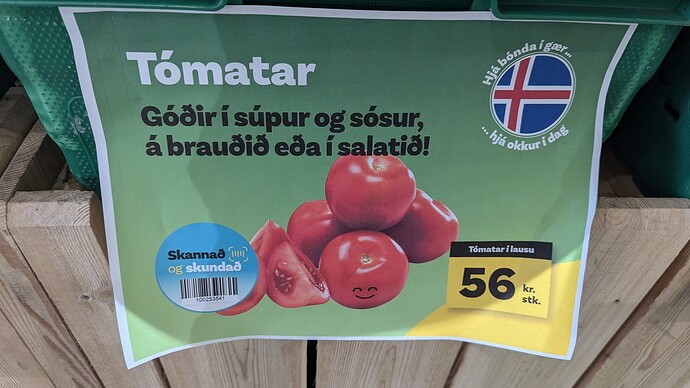 Tómatar
Hjá bónda í gær...
... hjá okkur í dag
Góðir í súpur og sósur,
á brauðið eða í salatið!
Skannað
og skundað
100253541
Tómatar í lausu
56 kr.
stk.